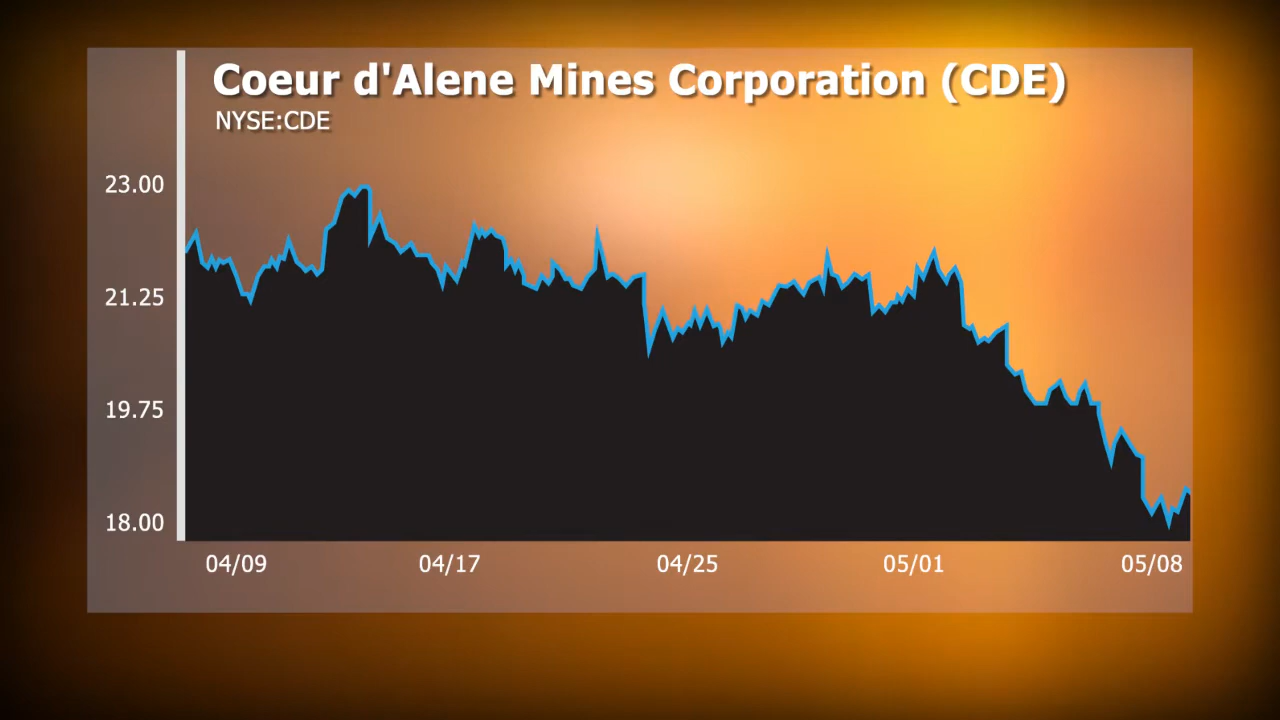 Coeur d'Alene Mines Corporation (CDE)
NYSE:CDE
23.00
21.25
19.75
18.00
04/09 04/17 04/25 05/01 05/08